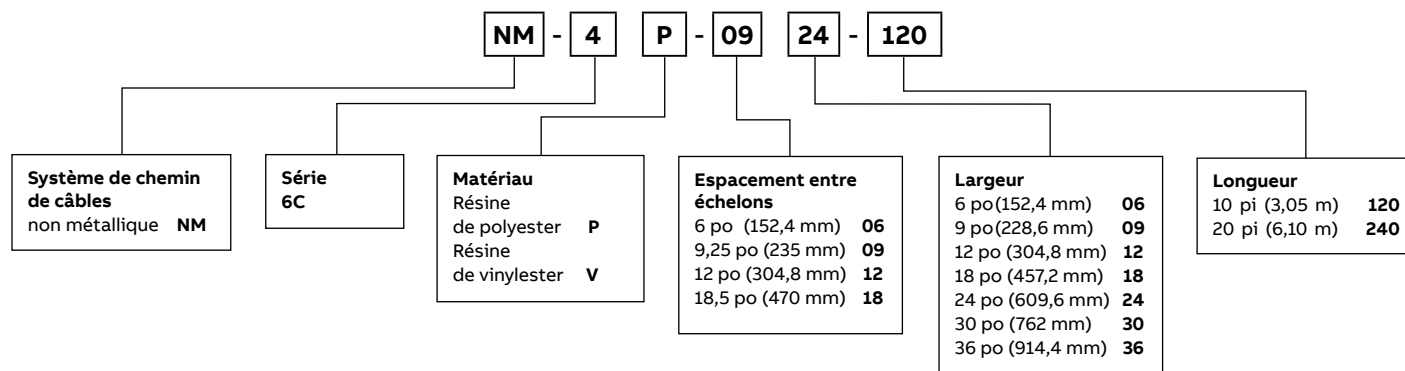 NM - 4 P - 09 24 - 120
Système de chemin
de câbles
non métallique NM
Série
6C
Matériau
Résine
de polyester P
Résine
de vinylester V
Espacement entre
échelons
6 po (152,4 mm) 06
9,25 po (235 mm) 09
12 po (304,8 mm) 12
18,5 po (470 mm) 18
Largeur
6 po(152,4 mm) 06
9 po(228,6 mm) 09
12 po (304,8 mm) 12
18 po (457,2 mm) 18
24 po (609,6 mm) 24
30 po (762 mm) 30
36 po (914,4 mm) 36
Longueur
10 pi (3,05 m) 120
20 pi (6,10 m) 240